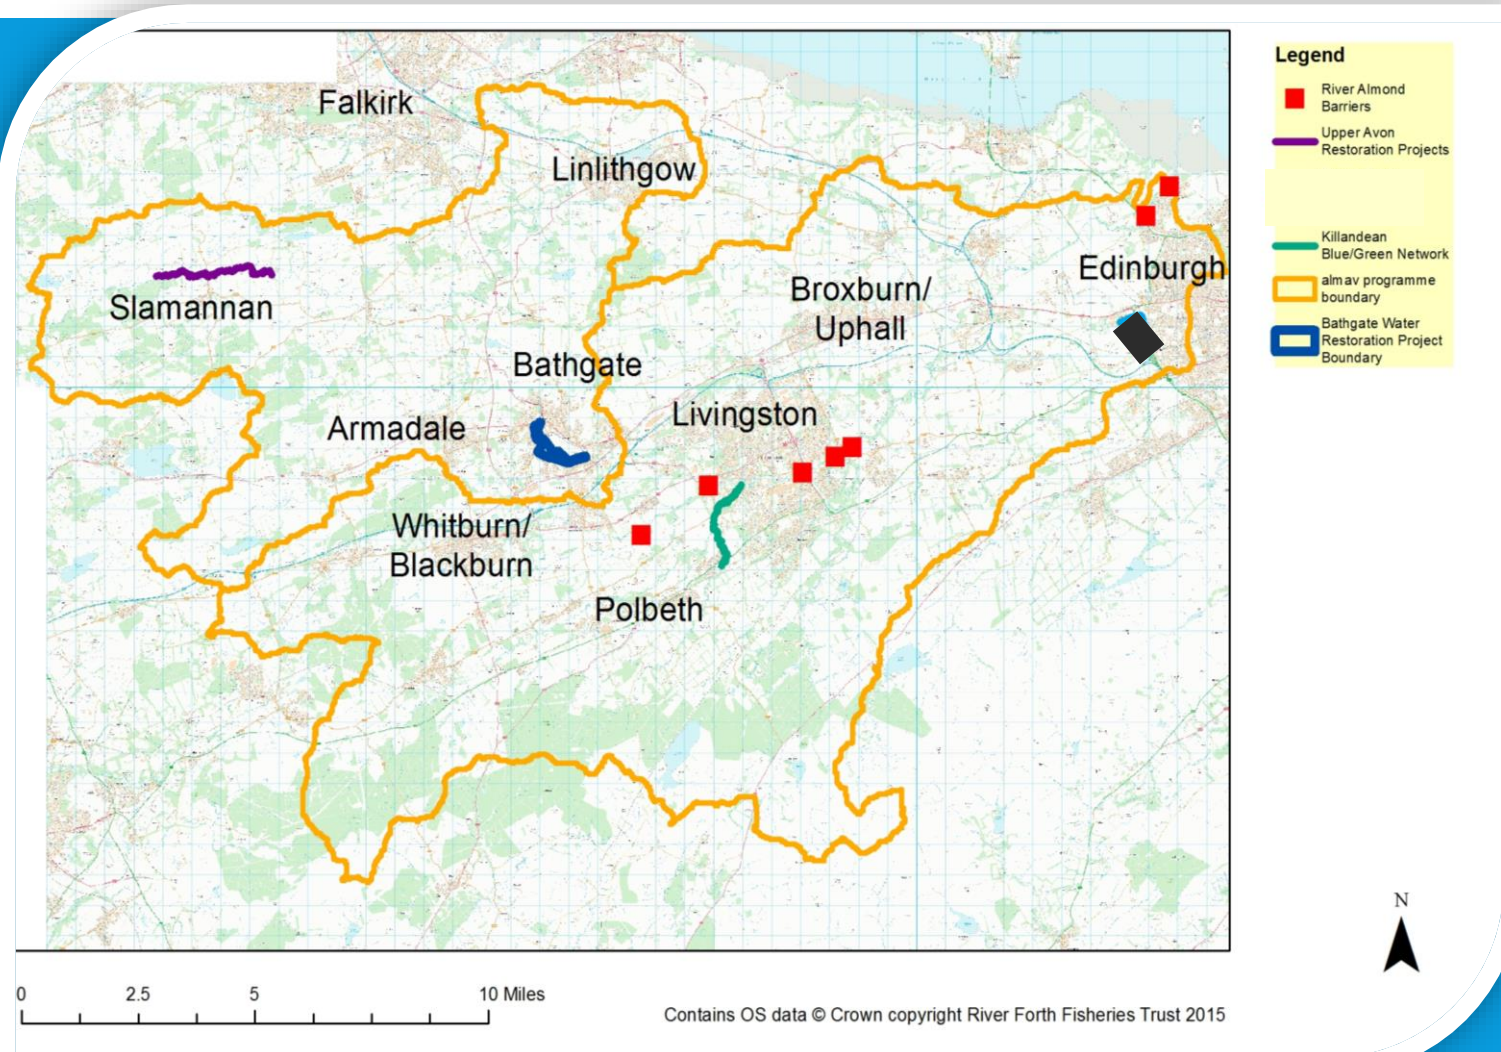 Falkirk
Linlithgow
Slamannan
Edinburgh
Broxburn/
Uphall
Bathgate
Armadale
Livingston
Whitburn/
Blackburn
Polbeth
Legend
River Almond
Barriers
Upper Avon
Restoration Projects
Killandean
Blue/Green Network
almav programme
boundary
Bathgate Water
Restoration Project
Boundary
N
0 2.5 5 10 Miles
Contains OS data © Crown copyright River Forth Fisheries Trust 2015